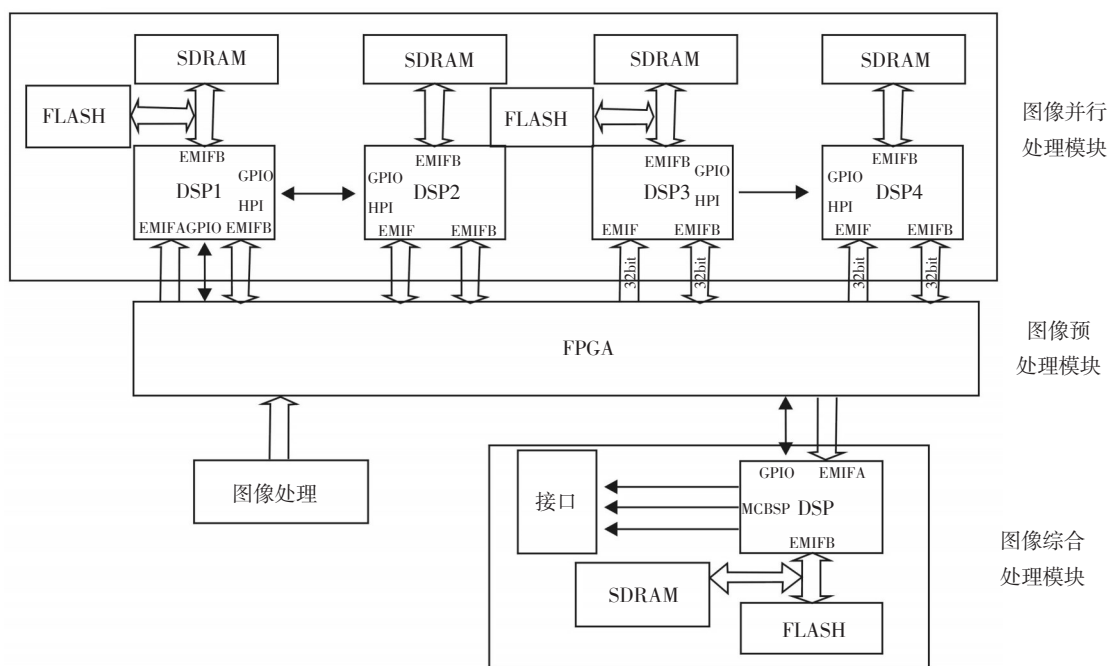 SDRAM
SDRAM
SDRAM
SDRAM
FLASH
FLASH
图像并行
处理模块
EMIFB
GPIO
DSP1
HPI
EMIFAGPIO EMIFB
EMIFB
GPIO
DSP2
HPI
EMIF EMIFB
EMIFB
GPIO
DSP3
HPI
EMIF EMIFB
EMIFB
GPIO
DSP4
HPI
EMIF EMIFB
32bit
32bit
32bit
32bit
FPGA
图像预
处理模块
图像处理
接口
GPIO EMIFA
MCBSP DSP
EMIFB
SDRAM
FLASH
图像综合
处理模块